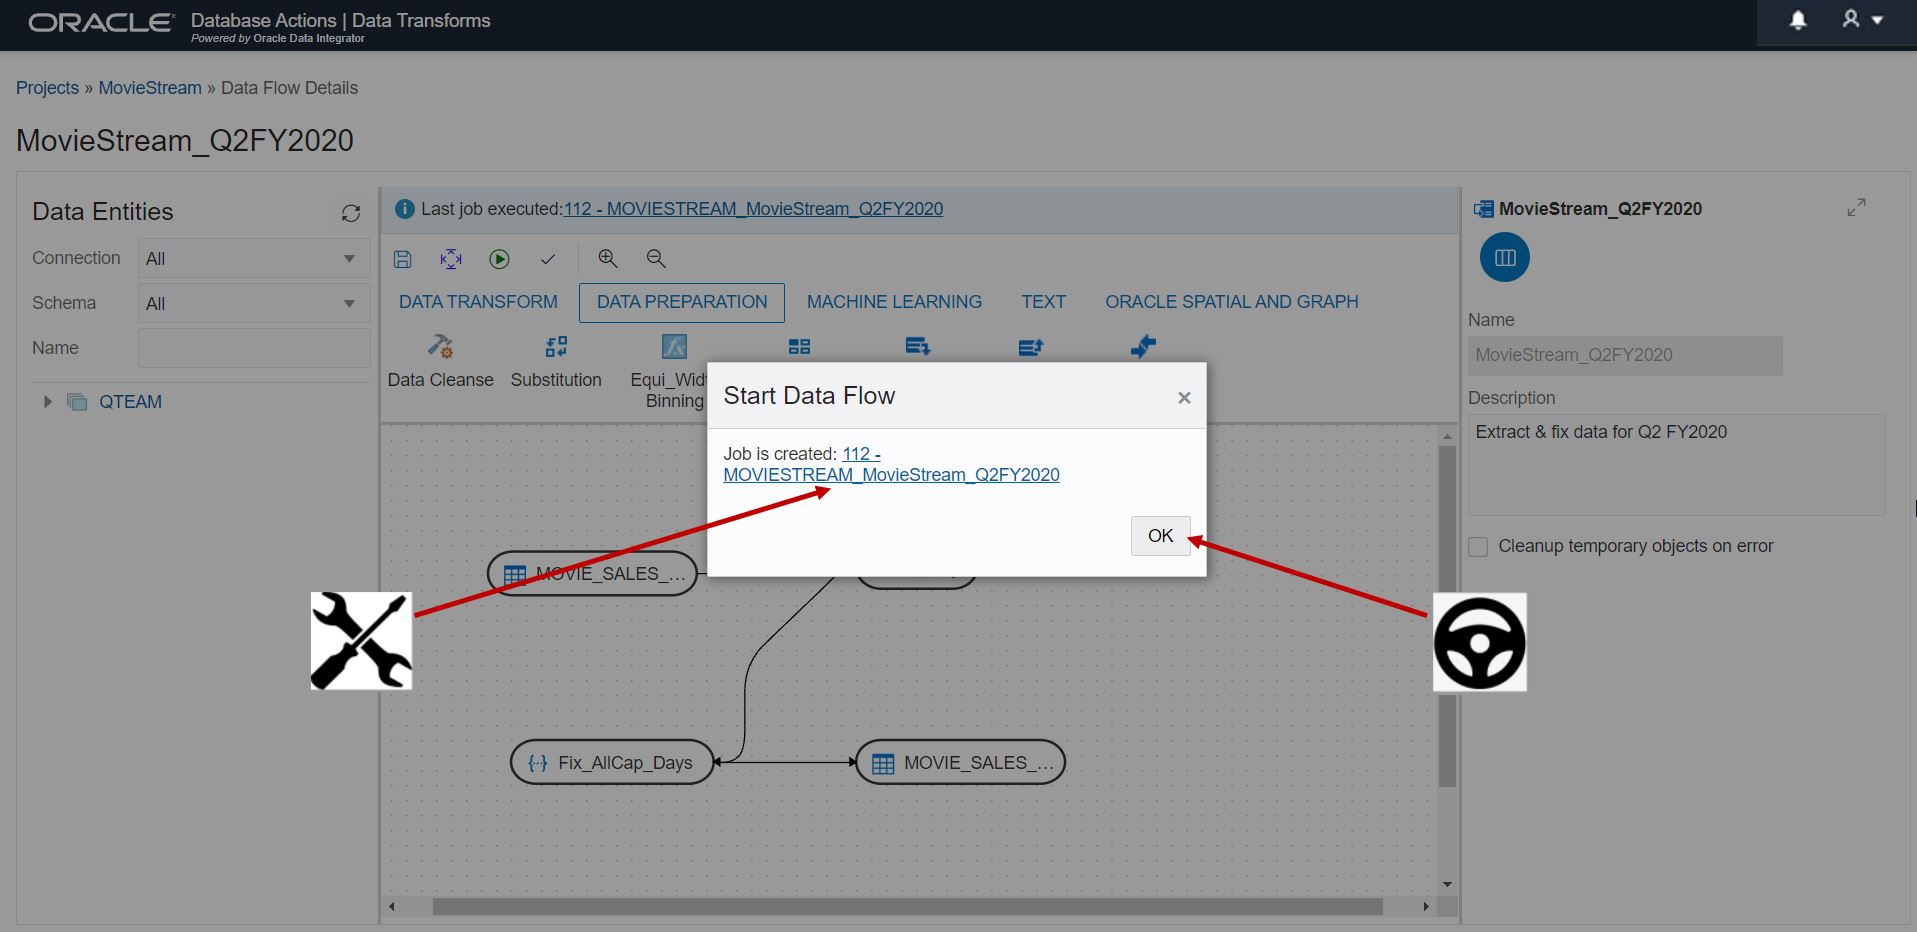 ORACLE Database Actions | Data Transforms
Powered by Oracle Data Integrator
Projects » MovieStream » Data Flow Details
MovieStream_Q2FY2020
Data Entities
Connection All
Schema All
Name
QTEAM
Last job executed:112 - MOVIESTREAM_MovieStream_Q2FY2020
DATA TRANSFORM DATA PREPARATION MACHINE LEARNING TEXT ORACLE SPATIAL AND GRAPH
fx
Data Cleanse Substitution Equi_Wid
Binning
Start Data Flow ×
Job is created: 112 -
MOVIESTREAM_MovieStream_Q2FY2020
OK
MOVIE_SALES_...
Fix_AllCap_Days MOVIE_SALES_...
MovieStream_Q2FY2020
Name
MovieStream_Q2FY2020
Description
Extract & fix data for Q2 FY2020
Cleanup temporary objects on error